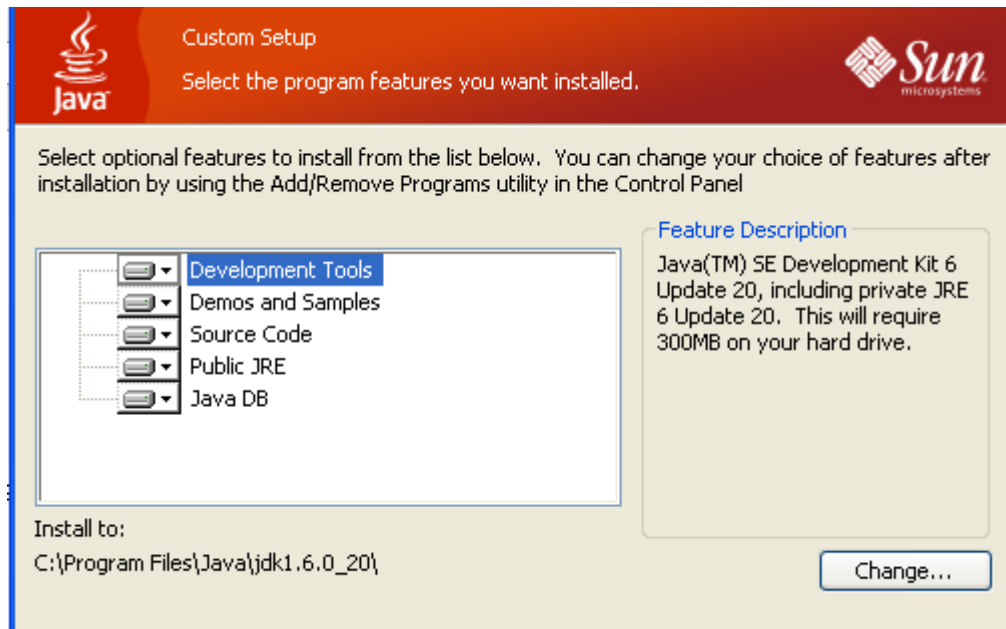 Custom Setup
Select the program features you want installed.
Java
Sun
microsystems
Select optional features to install from the list below.  You can change your choice of features after
installation by using the Add/Remove Programs utility in the Control Panel
Development Tools
Demos and Samples
Source Code
Public JRE
Java DB
Feature Description
Java(TM) SE Development Kit 6
Update 20, including private JRE
6 Update 20.  This will require
300MB on your hard drive.
Install to:
C:\Program Files\Java\jdk1.6.0_20\
Change...